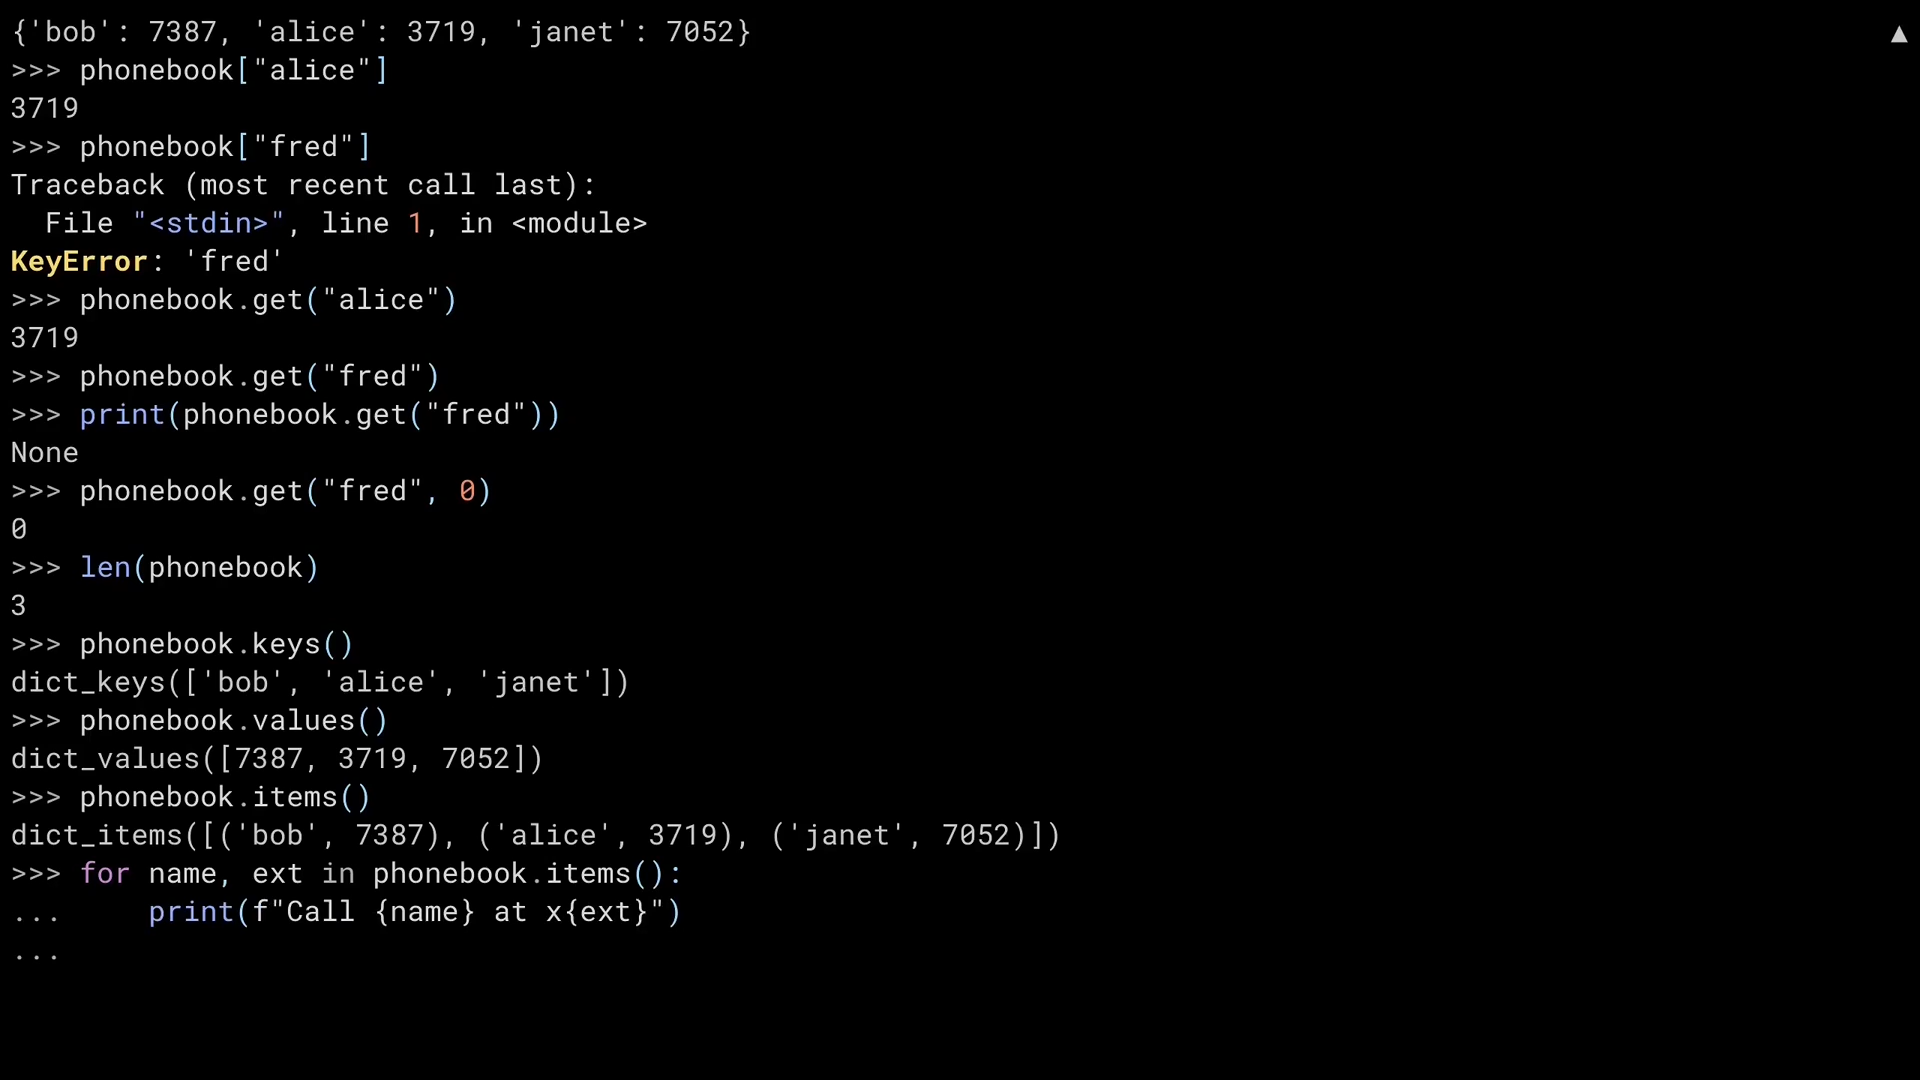 {'bob': 7387, 'alice': 3719, 'janet': 7052}
>>> phonebook["alice"]
3719
>>> phonebook["fred"]
Traceback (most recent call last):
  File "<stdin>", line 1, in <module>
KeyError: 'fred'
>>> phonebook.get("alice")
3719
>>> phonebook.get("fred")
>>> print(phonebook.get("fred"))
None
>>> phonebook.get("fred", 0)
0
>>> len(phonebook)
3
>>> phonebook.keys()
dict_keys(['bob', 'alice', 'janet'])
>>> phonebook.values()
dict_values([7387, 3719, 7052])
>>> phonebook.items()
dict_items([('bob', 7387), ('alice', 3719), ('janet', 7052)])
>>> for name, ext in phonebook.items():
...     print(f"Call {name} at x{ext}")
...